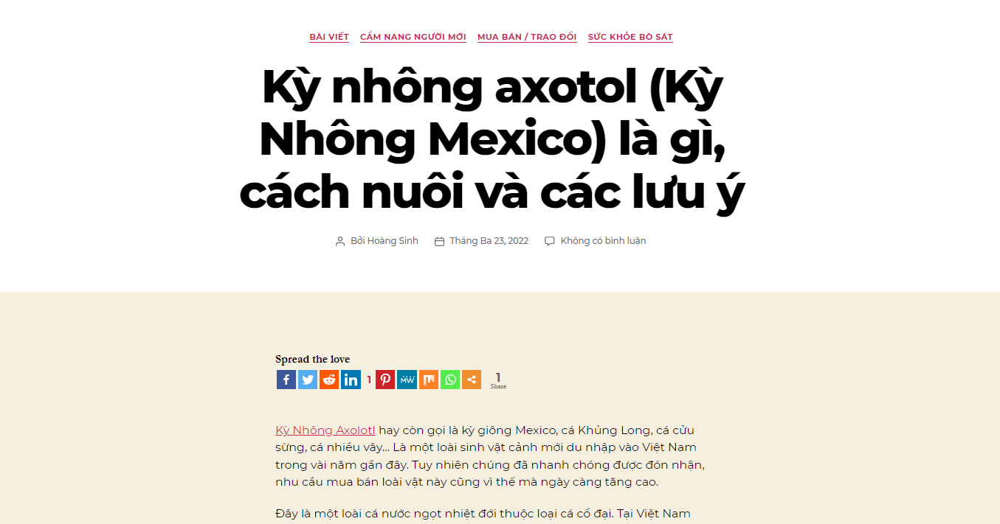 BÀI VIẾT CẨM NANG NGƯỜI MỚI MUA BÁN / TRAO ĐỔI SỨC KHỎE BÒ SÁT
Kỳ nhông axotol (Kỳ
Nhông Mexico) là gì,
cách nuôi và các lưu ý
Bởi Hoàng Sinh Tháng Ba 23, 2022 Không có bình luận
Spread the love
1 MW 1
Share
Kỳ Nhông Axolotl hay còn gọi là kỳ giông Mexico, cá Khủng Long, cá cửu
sừng, cá nhiều vây… Là một loài sinh vật cảnh mới du nhập vào Việt Nam
trong vài năm gần đây. Tuy nhiên chúng đã nhanh chóng được đón nhận,
nhu cầu mua bán loài vật này cũng vì thế mà ngày càng tăng cao.
Đây là một loài cá nước ngọt nhiệt đới thuộc loại cá cổ đại. Tại Việt Nam